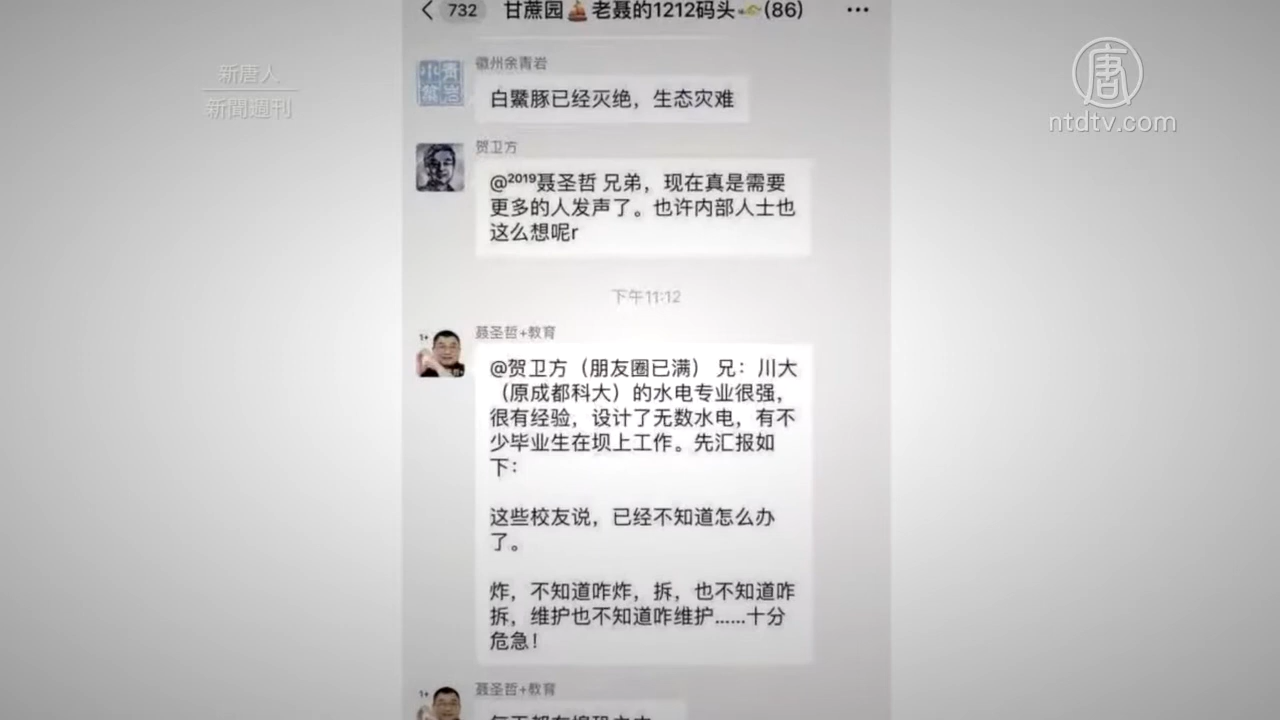 732
甘蔗园⛵老聂的1212码头(86)
新唐人
新聞週刊
唐
ntdtv.com
徽州余青岩
白鱀豚已经灭绝，生态灾难
贺卫方
@²⁰¹⁹聂圣哲 兄弟，现在真是需要
更多的人发声了。也许内部人士也
这么想呢r
下午11:12
聂圣哲+教育
@贺卫方（朋友圈已满） 兄：川大
（原成都科大）的水电专业很强，
很有经验，设计了无数水电，有不
少毕业生在坝上工作。先汇报如
下：
这些校友说，已经不知道怎么办
了。
炸，不知道咋炸，拆，也不知道咋
拆，维护也不知道咋维护……十分
危急！
聂圣哲+教育